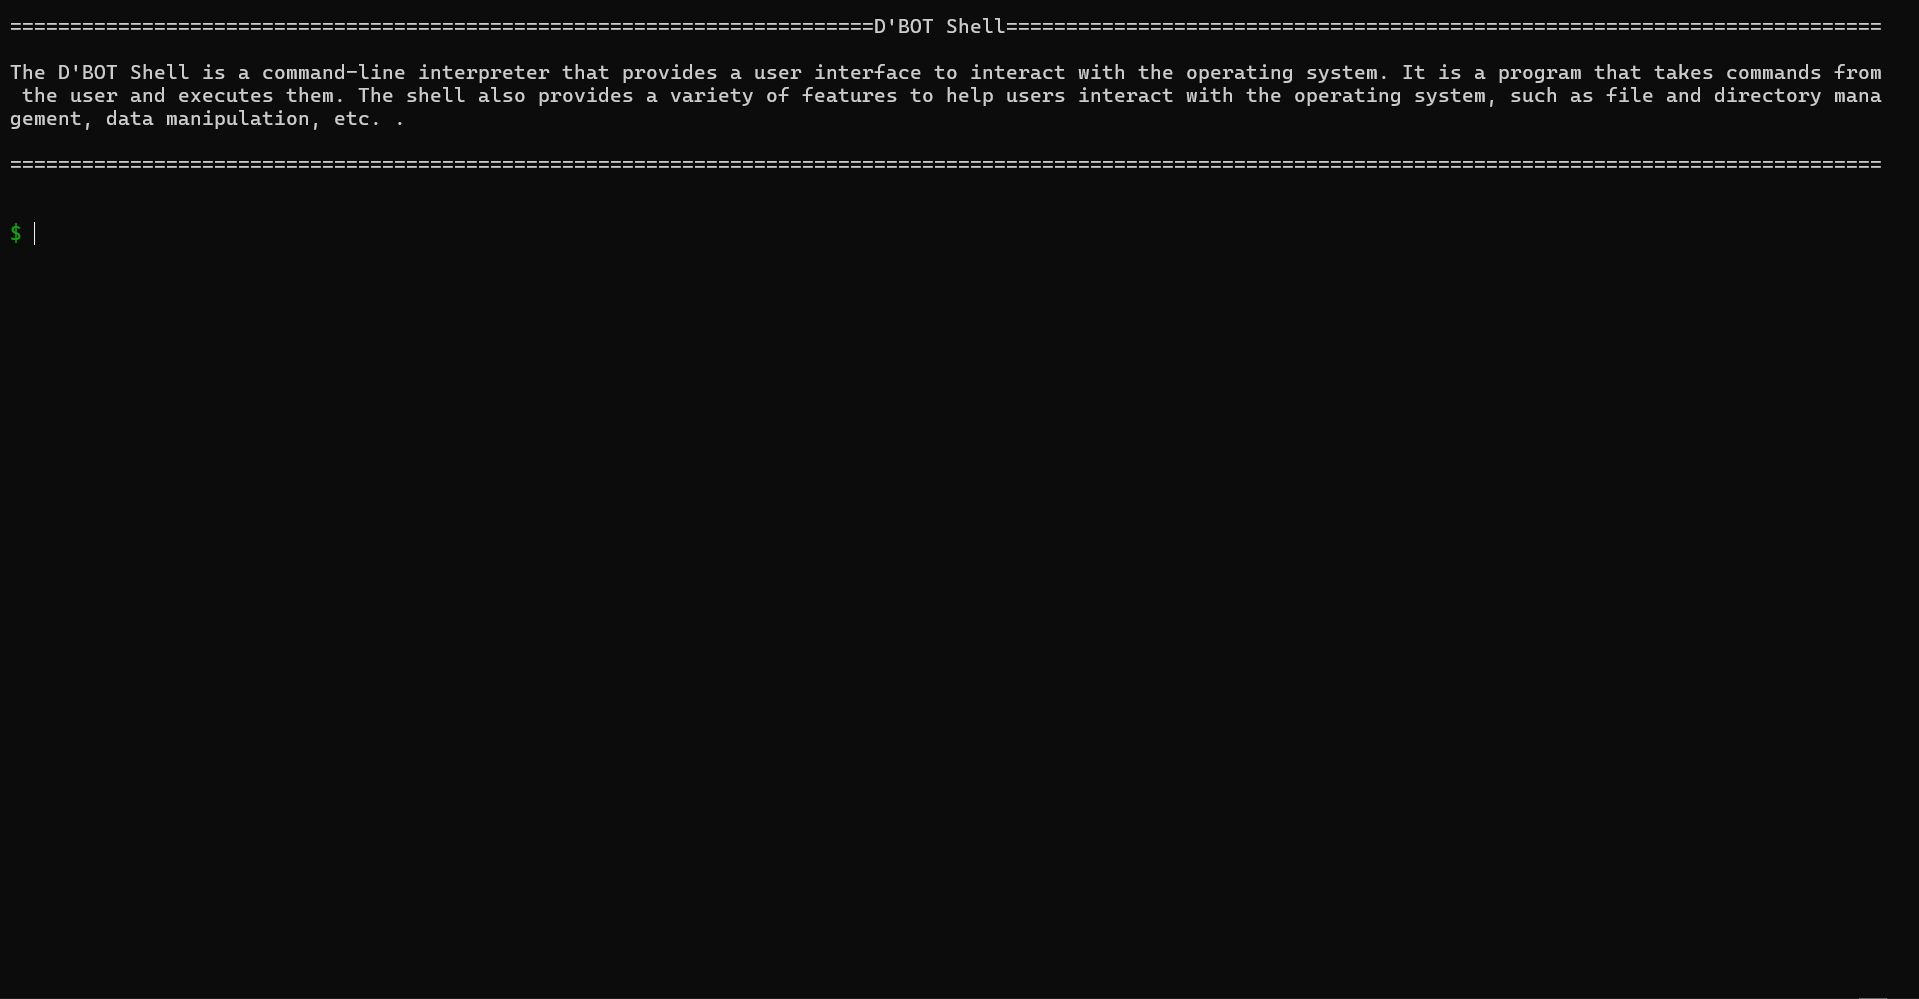 ========================================================================D'BOT Shell=========================================================================
The D'BOT Shell is a command-line interpreter that provides a user interface to interact with the operating system. It is a program that takes commands from
 the user and executes them. The shell also provides a variety of features to help users interact with the operating system, such as file and directory mana
gement, data manipulation, etc. .
============================================================================================================================================================
$